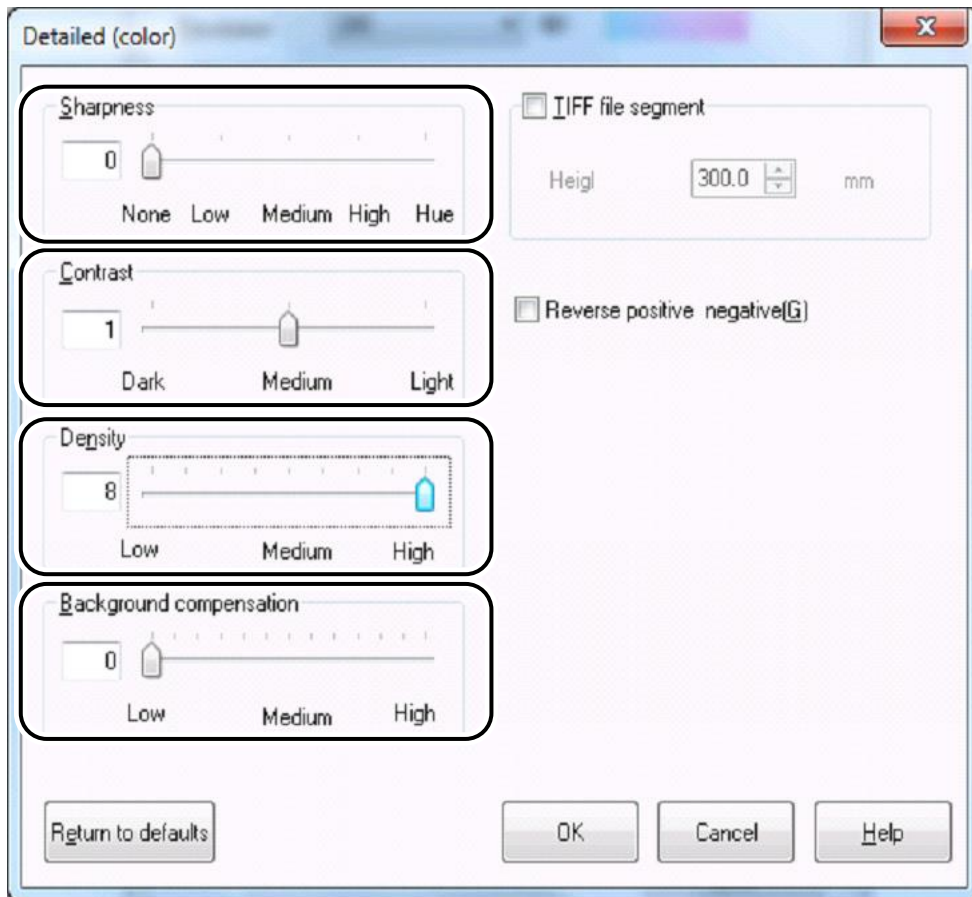 Detailed (color)
Sharpness
0
None Low Medium High Hue
Contrast
1
Dark Medium Light
Density
8
Low Medium High
Background compensation
0
Low Medium High
TIFF file segment
Heigl 300.0 mm
Reverse positive negative(G)
Return to defaults OK Cancel Help